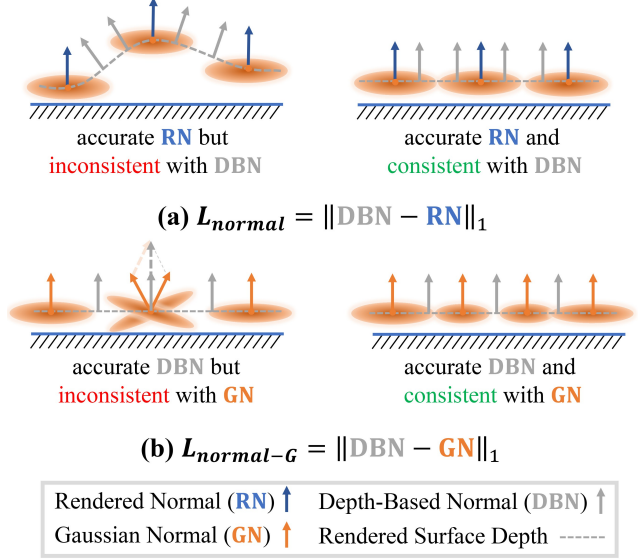 accurate RN but
inconsistent with DBN
accurate RN and
consistent with DBN
(a) L_normal = ‖DBN − RN‖₁
accurate DBN but
inconsistent with GN
accurate DBN and
consistent with GN
(b) L_normal−G = ‖DBN − GN‖₁
Rendered Normal (RN)
Depth-Based Normal (DBN)
Gaussian Normal (GN)
Rendered Surface Depth